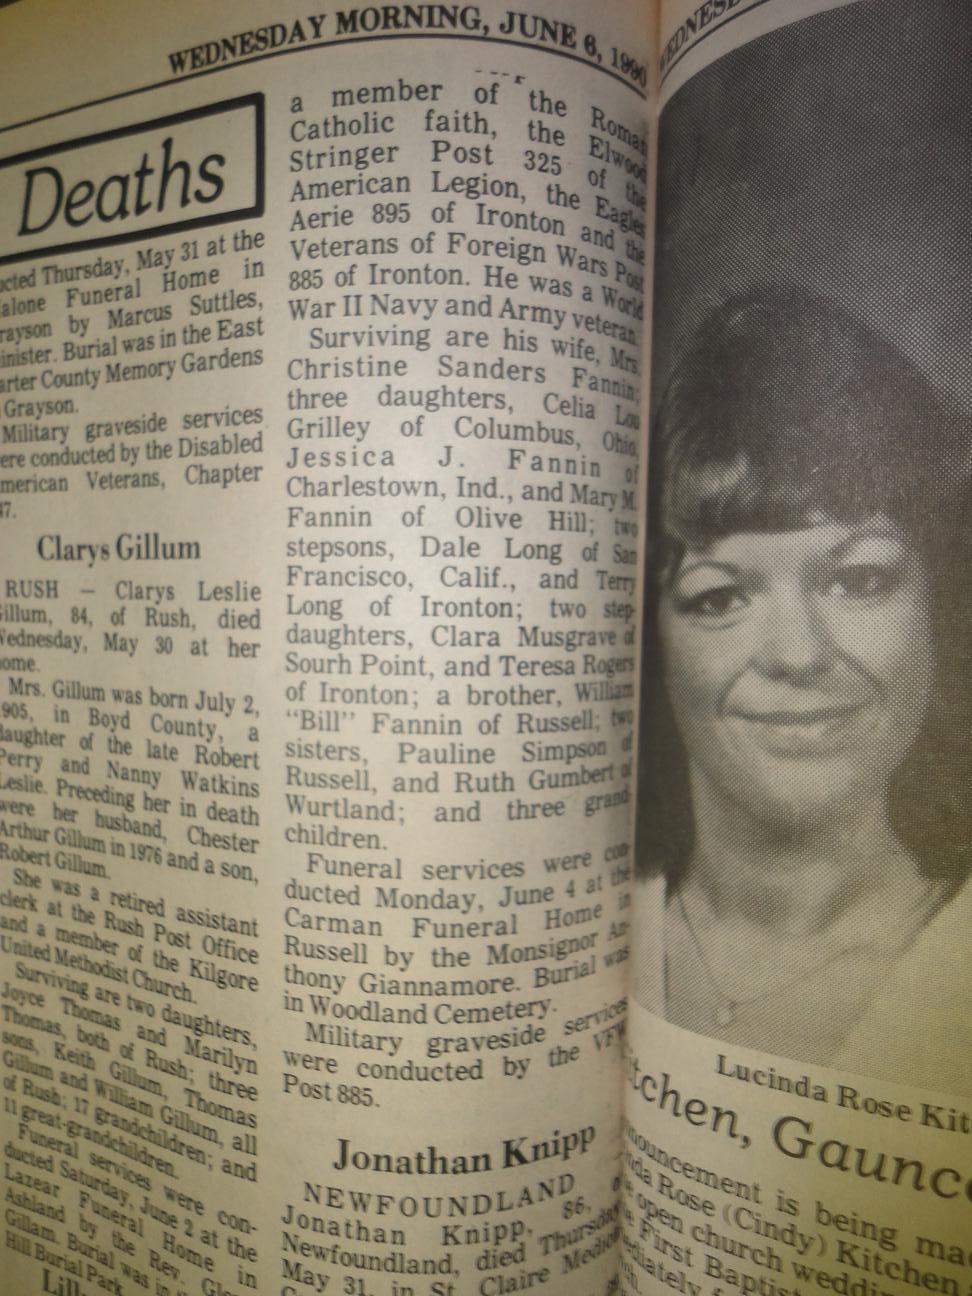 WEDNESDAY MORNING, JUNE 6, 1990
Deaths
ucted Thursday, May 31 at the
alone Funeral Home in
rayson by Marcus Suttles,
inister. Burial was in the East
arter County Memory Gardens
Grayson.
Military graveside services
ere conducted by the Disabled
merican Veterans, Chapter
47.
Clarys Gillum
RUSH — Clarys Leslie
illum, 84, of Rush, died
Wednesday, May 30 at her
ome.
Mrs. Gillum was born July 2,
905, in Boyd County, a
daughter of the late Robert
Perry and Nanny Watkins
Leslie. Preceding her in death
were her husband, Chester
Arthur Gillum in 1976 and a son,
Robert Gillum.
She was a retired assistant
clerk at the Rush Post Office
and a member of the Kilgore
United Methodist Church.
Surviving are two daughters,
Joyce Thomas and Marilyn
Thomas, both of Rush; three
sons, Keith Gillum, Thomas
Gillum and William Gillum, all
of Rush; 17 grandchildren; and
11 great-grandchildren.
Funeral services were con-
ducted Saturday, June 2 at the
Lazear Funeral Home in
Ashland by the Rev. Glen
Gillam. Burial was in
Hill Burial Park
a member of the Roman
Catholic faith, the Elwood
Stringer Post 325 of the
American Legion, the Eagles
Aerie 895 of Ironton and the
Veterans of Foreign Wars Post
885 of Ironton. He was a World
War II Navy and Army veteran.
Surviving are his wife, Mrs.
Christine Sanders Fannin;
three daughters, Celia Lou
Grilley of Columbus, Ohio,
Jessica J. Fannin of
Charlestown, Ind., and Mary M.
Fannin of Olive Hill; two
stepsons, Dale Long of San
Francisco, Calif., and Terry
Long of Ironton; two step-
daughters, Clara Musgrave of
Sourh Point, and Teresa Rogers
of Ironton; a brother, William
"Bill" Fannin of Russell; two
sisters, Pauline Simpson of
Russell, and Ruth Gumbert of
Wurtland; and three grand-
children.
Funeral services were con-
ducted Monday, June 4 at the
Carman Funeral Home in
Russell by the Monsignor An-
thony Giannamore. Burial was
in Woodland Cemetery.
Military graveside services
were conducted by the VFW
Post 885.
Jonathan Knipp
NEWFOUNDLAND
Jonathan Knipp, 86, of
Newfoundland, died Thursday
May 31, in St. Claire Medic
WEDNESD
Lucinda Rose Kit
tchen, Gaunc
nouncement is being mad
da Rose (Cindy) Kitchen
open church weddin
First Baptis